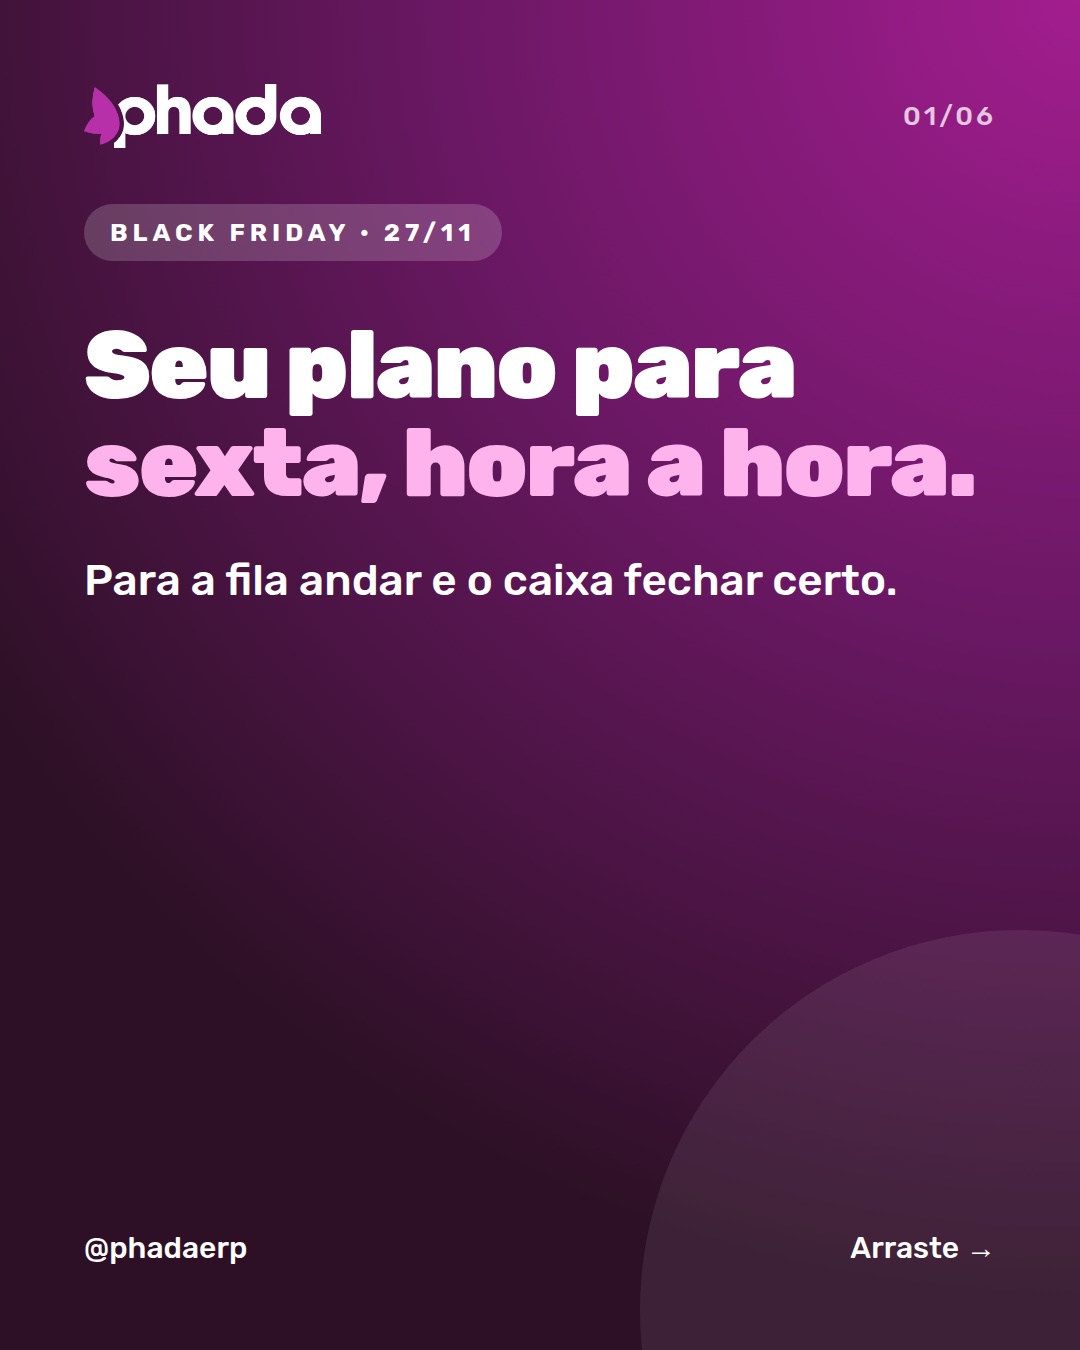 phada
01/06
BLACK FRIDAY • 27/11
Seu plano para
sexta, hora a hora.
Para a fila andar e o caixa fechar certo.
@phadaerp
Arraste →